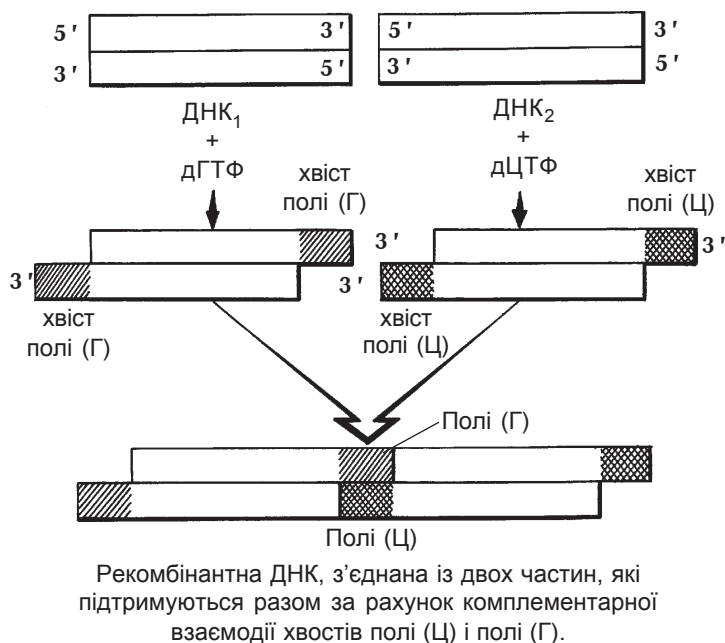 5′ 3′ 5′ 3′
3′ 5′ 3′ 5′
ДНК₁ ДНК₂
+ +
дГТФ дЦТФ
хвіст
полі (Г)
хвіст
полі (Ц)
3′ 3′
3′ 3′
хвіст
полі (Г)
хвіст
полі (Ц)
Полі (Г)
Полі (Ц)
Рекомбінантна ДНК, з’єднана із двох частин, які
підтримуються разом за рахунок комплементарної
взаємодії хвостів полі (Ц) і полі (Г).